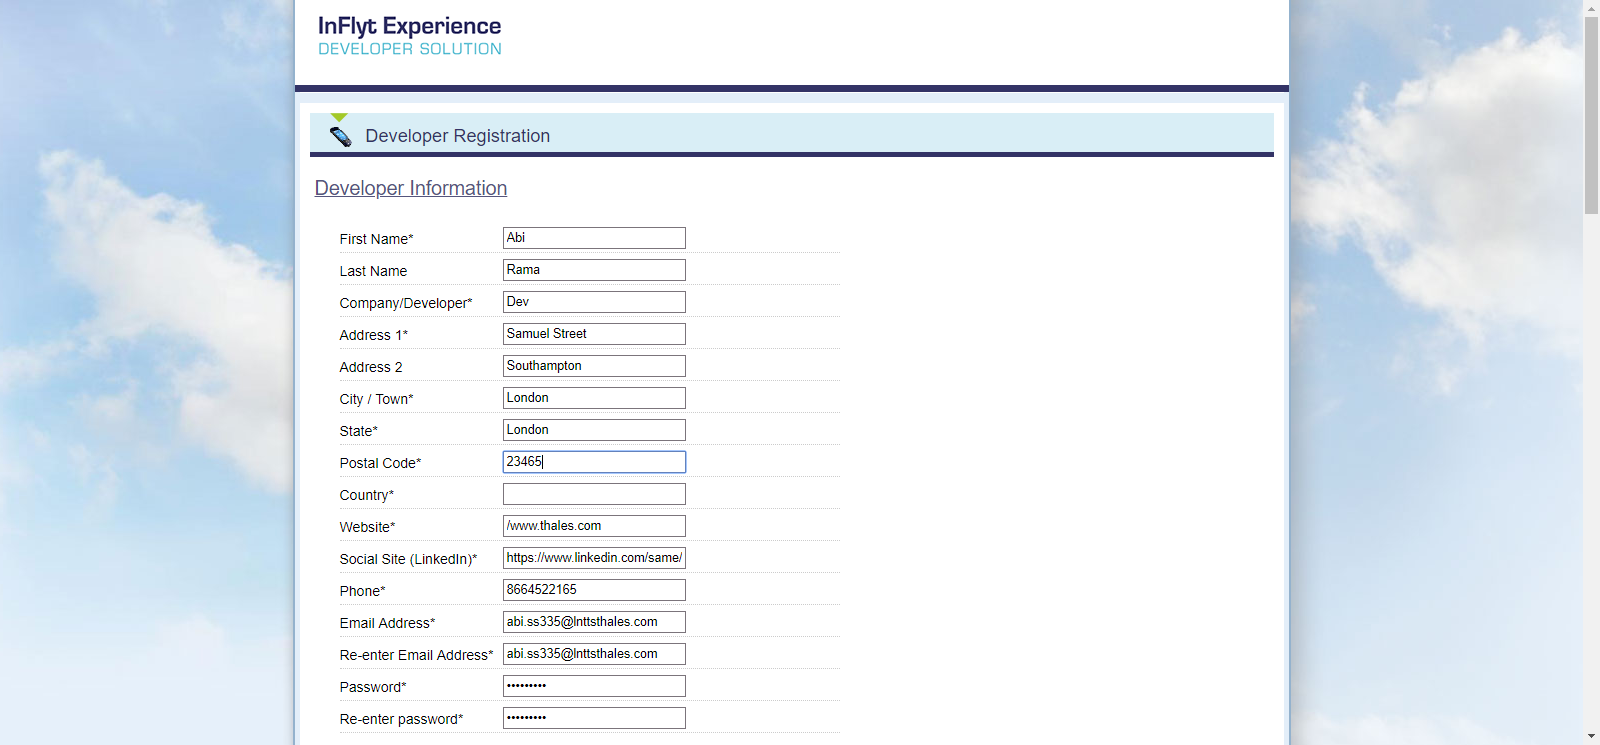 InFlyt Experience
DEVELOPER SOLUTION
Developer Registration
Developer Information
First Name* Abi
Last Name Rama
Company/Developer* Dev
Address 1* Samuel Street
Address 2 Southampton
City / Town* London
State* London
Postal Code* 23465
Country*
Website* /www.thales.com
Social Site (LinkedIn)* https://www.linkedin.com/same/
Phone* 8664522165
Email Address* abi.ss335@lnttsthales.com
Re-enter Email Address* abi.ss335@lnttsthales.com
Password* •••••••••
Re-enter password* •••••••••